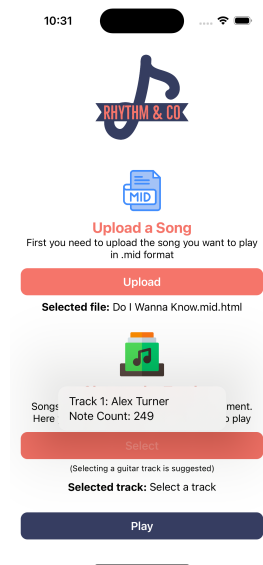 10:31
RHYTHM & CO
MID
Upload a Song
First you need to upload the song you want to play
in .mid format
Upload
Selected file: Do I Wanna Know.mid.html
Songs
ment.
Track 1: Alex Turner
Note Count: 249
Here
play
Select
(Selecting a guitar track is suggested)
Selected track: Select a track
Play